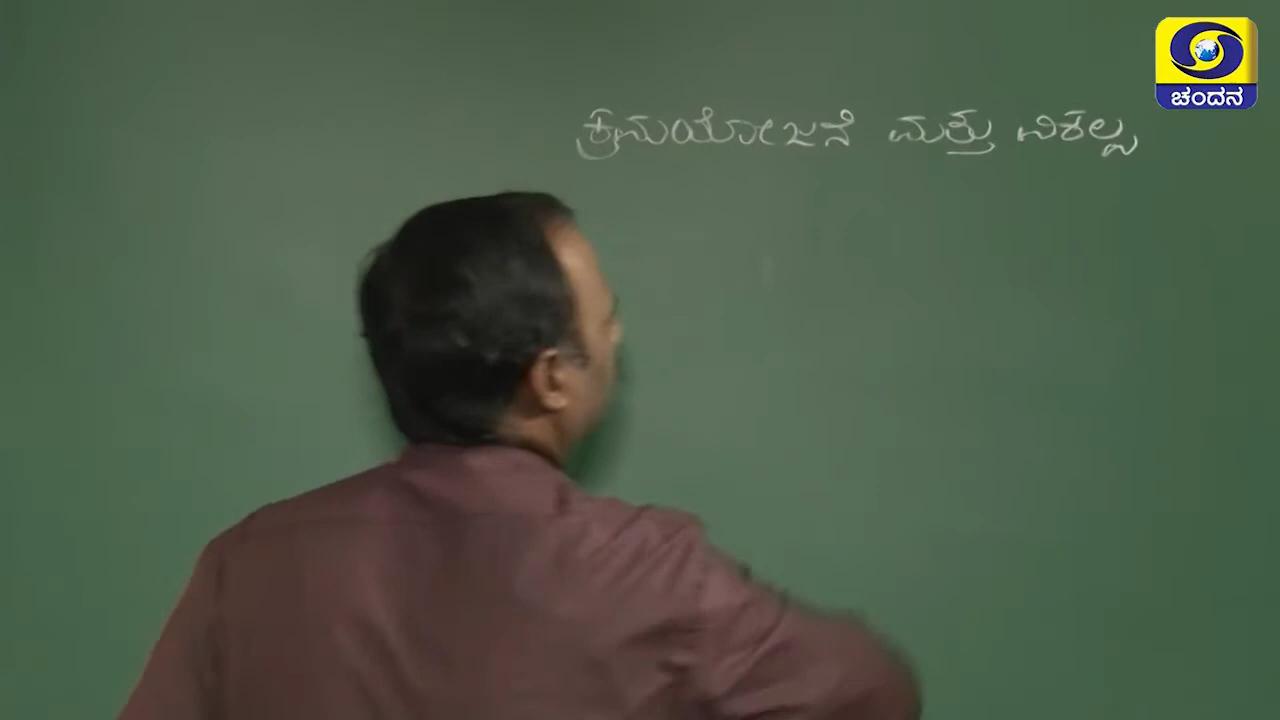 ಕ್ರಮಯೋಜನೆ ಮತ್ತು ವಿಕಲ್ಪ
ಚಂದನ